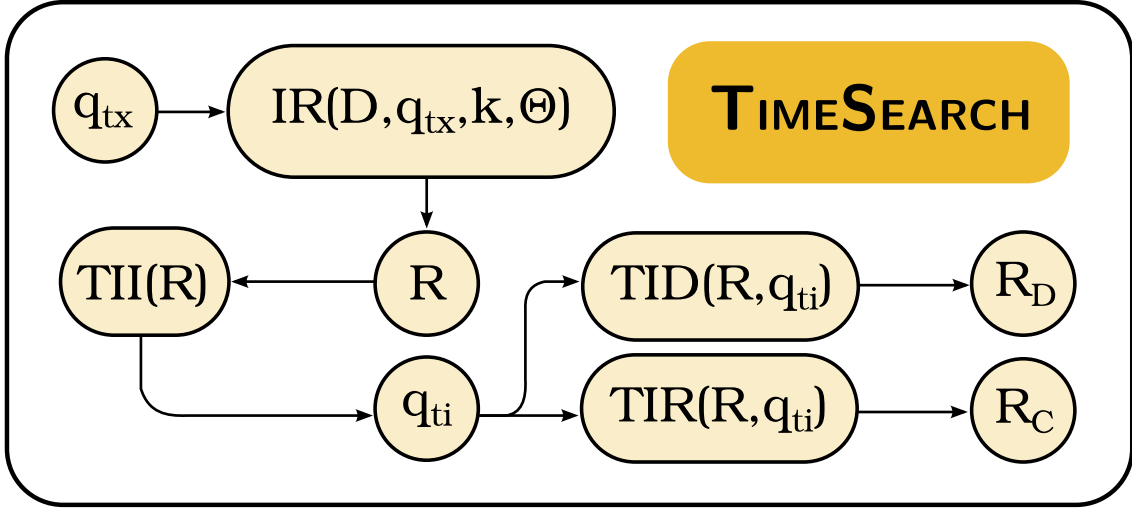 q_tx
IR(D,q_tx,k,Θ)
TIMESEARCH
TII(R)
R
TID(R,q_ti)
R_D
q_ti
TIR(R,q_ti)
R_C